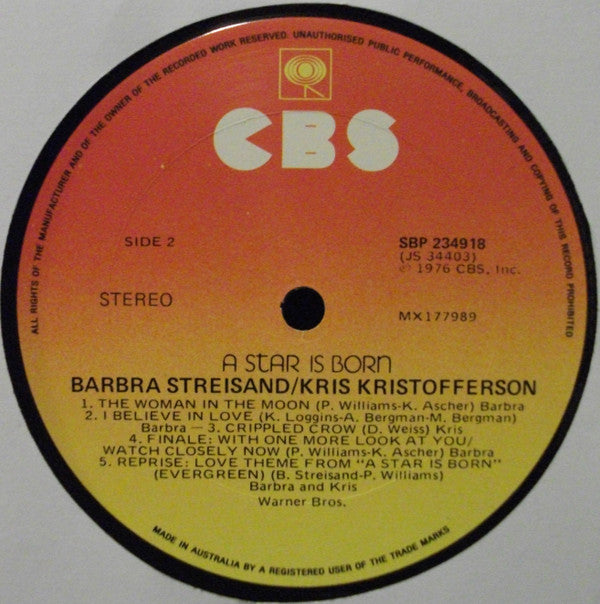 ALL RIGHTS OF THE MANUFACTURER AND OF THE OWNER OF THE RECORDED WORK RESERVED. UNAUTHORISED PUBLIC PERFORMANCE, BROADCASTING AND COPYING OF THIS RECORD PROHIBITED
CBS
SIDE 2
SBP 234918
(JS 34403)
℗ 1976 CBS, Inc.
STEREO
MX177989
A STAR IS BORN
BARBRA STREISAND/KRIS KRISTOFFERSON
1. THE WOMAN IN THE MOON (P. Williams-K. Ascher) Barbra
2. I BELIEVE IN LOVE (K. Loggins-A. Bergman-M. Bergman)
Barbra — 3. CRIPPLED CROW (D. Weiss) Kris
4. FINALE: WITH ONE MORE LOOK AT YOU/
WATCH CLOSELY NOW (P. Williams-K. Ascher) Barbra
5. REPRISE: LOVE THEME FROM "A STAR IS BORN"
(EVERGREEN) (B. Streisand-P. Williams)
Barbra and Kris
Warner Bros.
MADE IN AUSTRALIA BY A REGISTERED USER OF THE TRADE MARKS